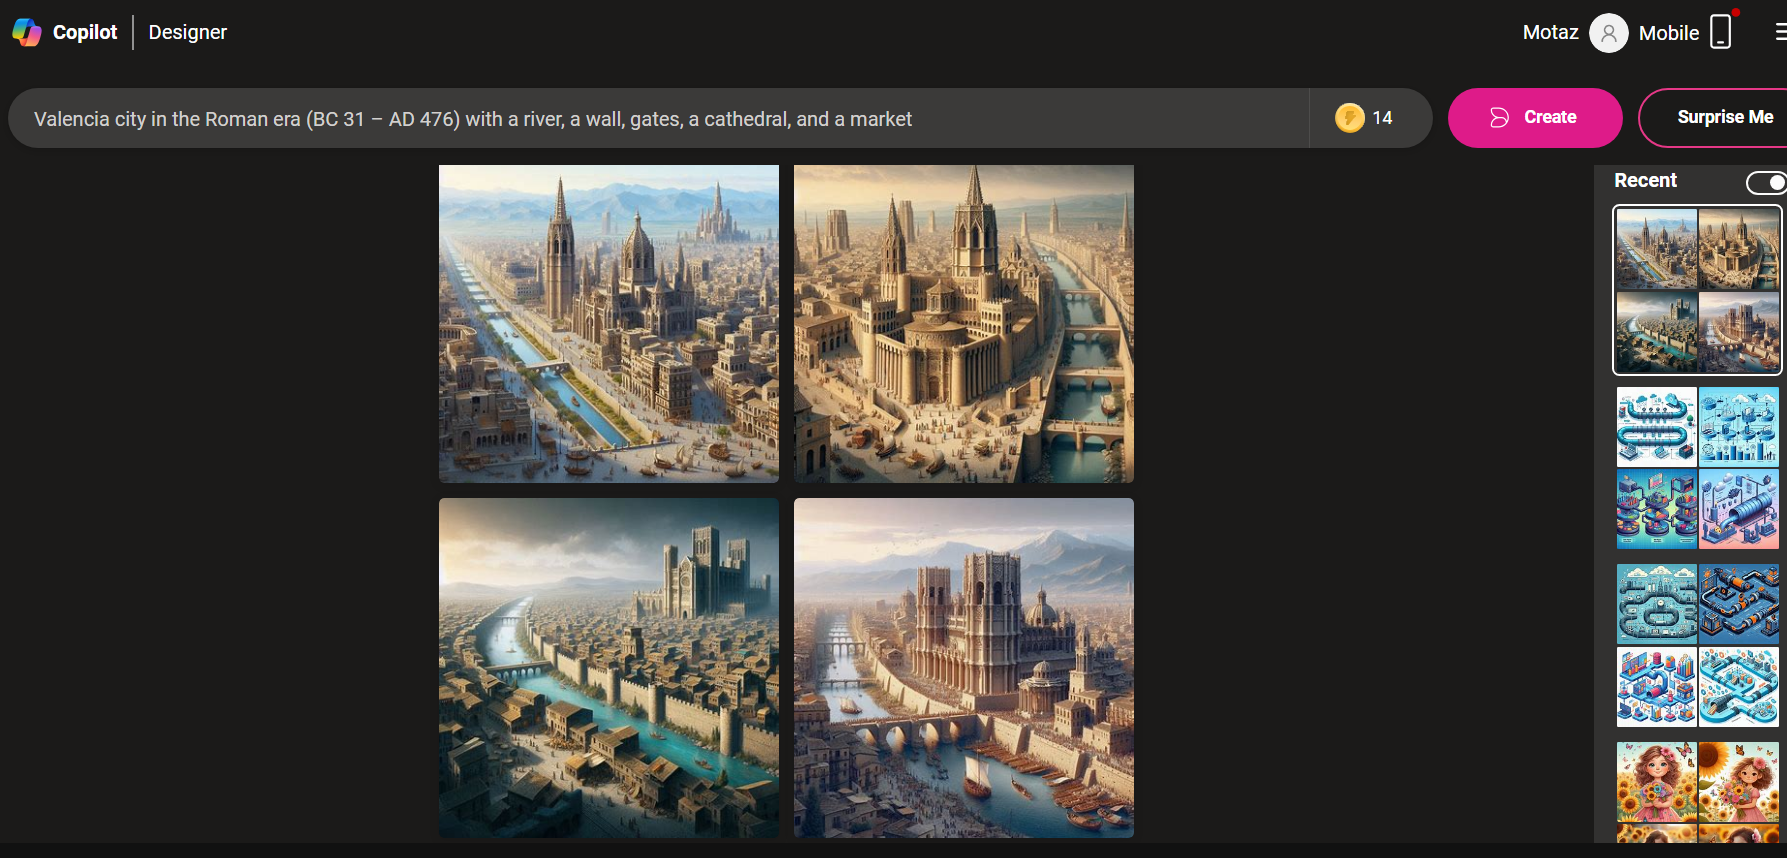 Copilot
Designer
Motaz
Mobile
Valencia city in the Roman era (BC 31 – AD 476) with a river, a wall, gates, a cathedral, and a market
14
Create
Surprise Me
Recent